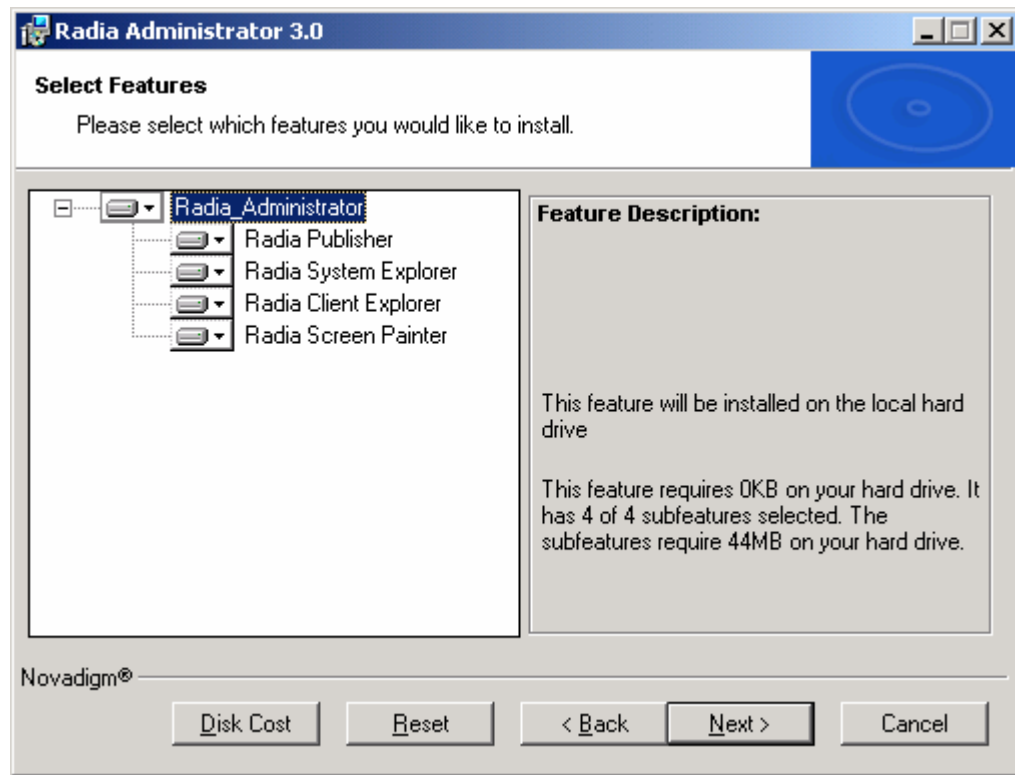 Radia Administrator 3.0
Select Features
Please select which features you would like to install.
Radia_Administrator
Radia Publisher
Radia System Explorer
Radia Client Explorer
Radia Screen Painter
Feature Description:
This feature will be installed on the local hard
drive
This feature requires 0KB on your hard drive. It
has 4 of 4 subfeatures selected. The
subfeatures require 44MB on your hard drive.
Novadigm®
Disk Cost
Reset
< Back
Next >
Cancel